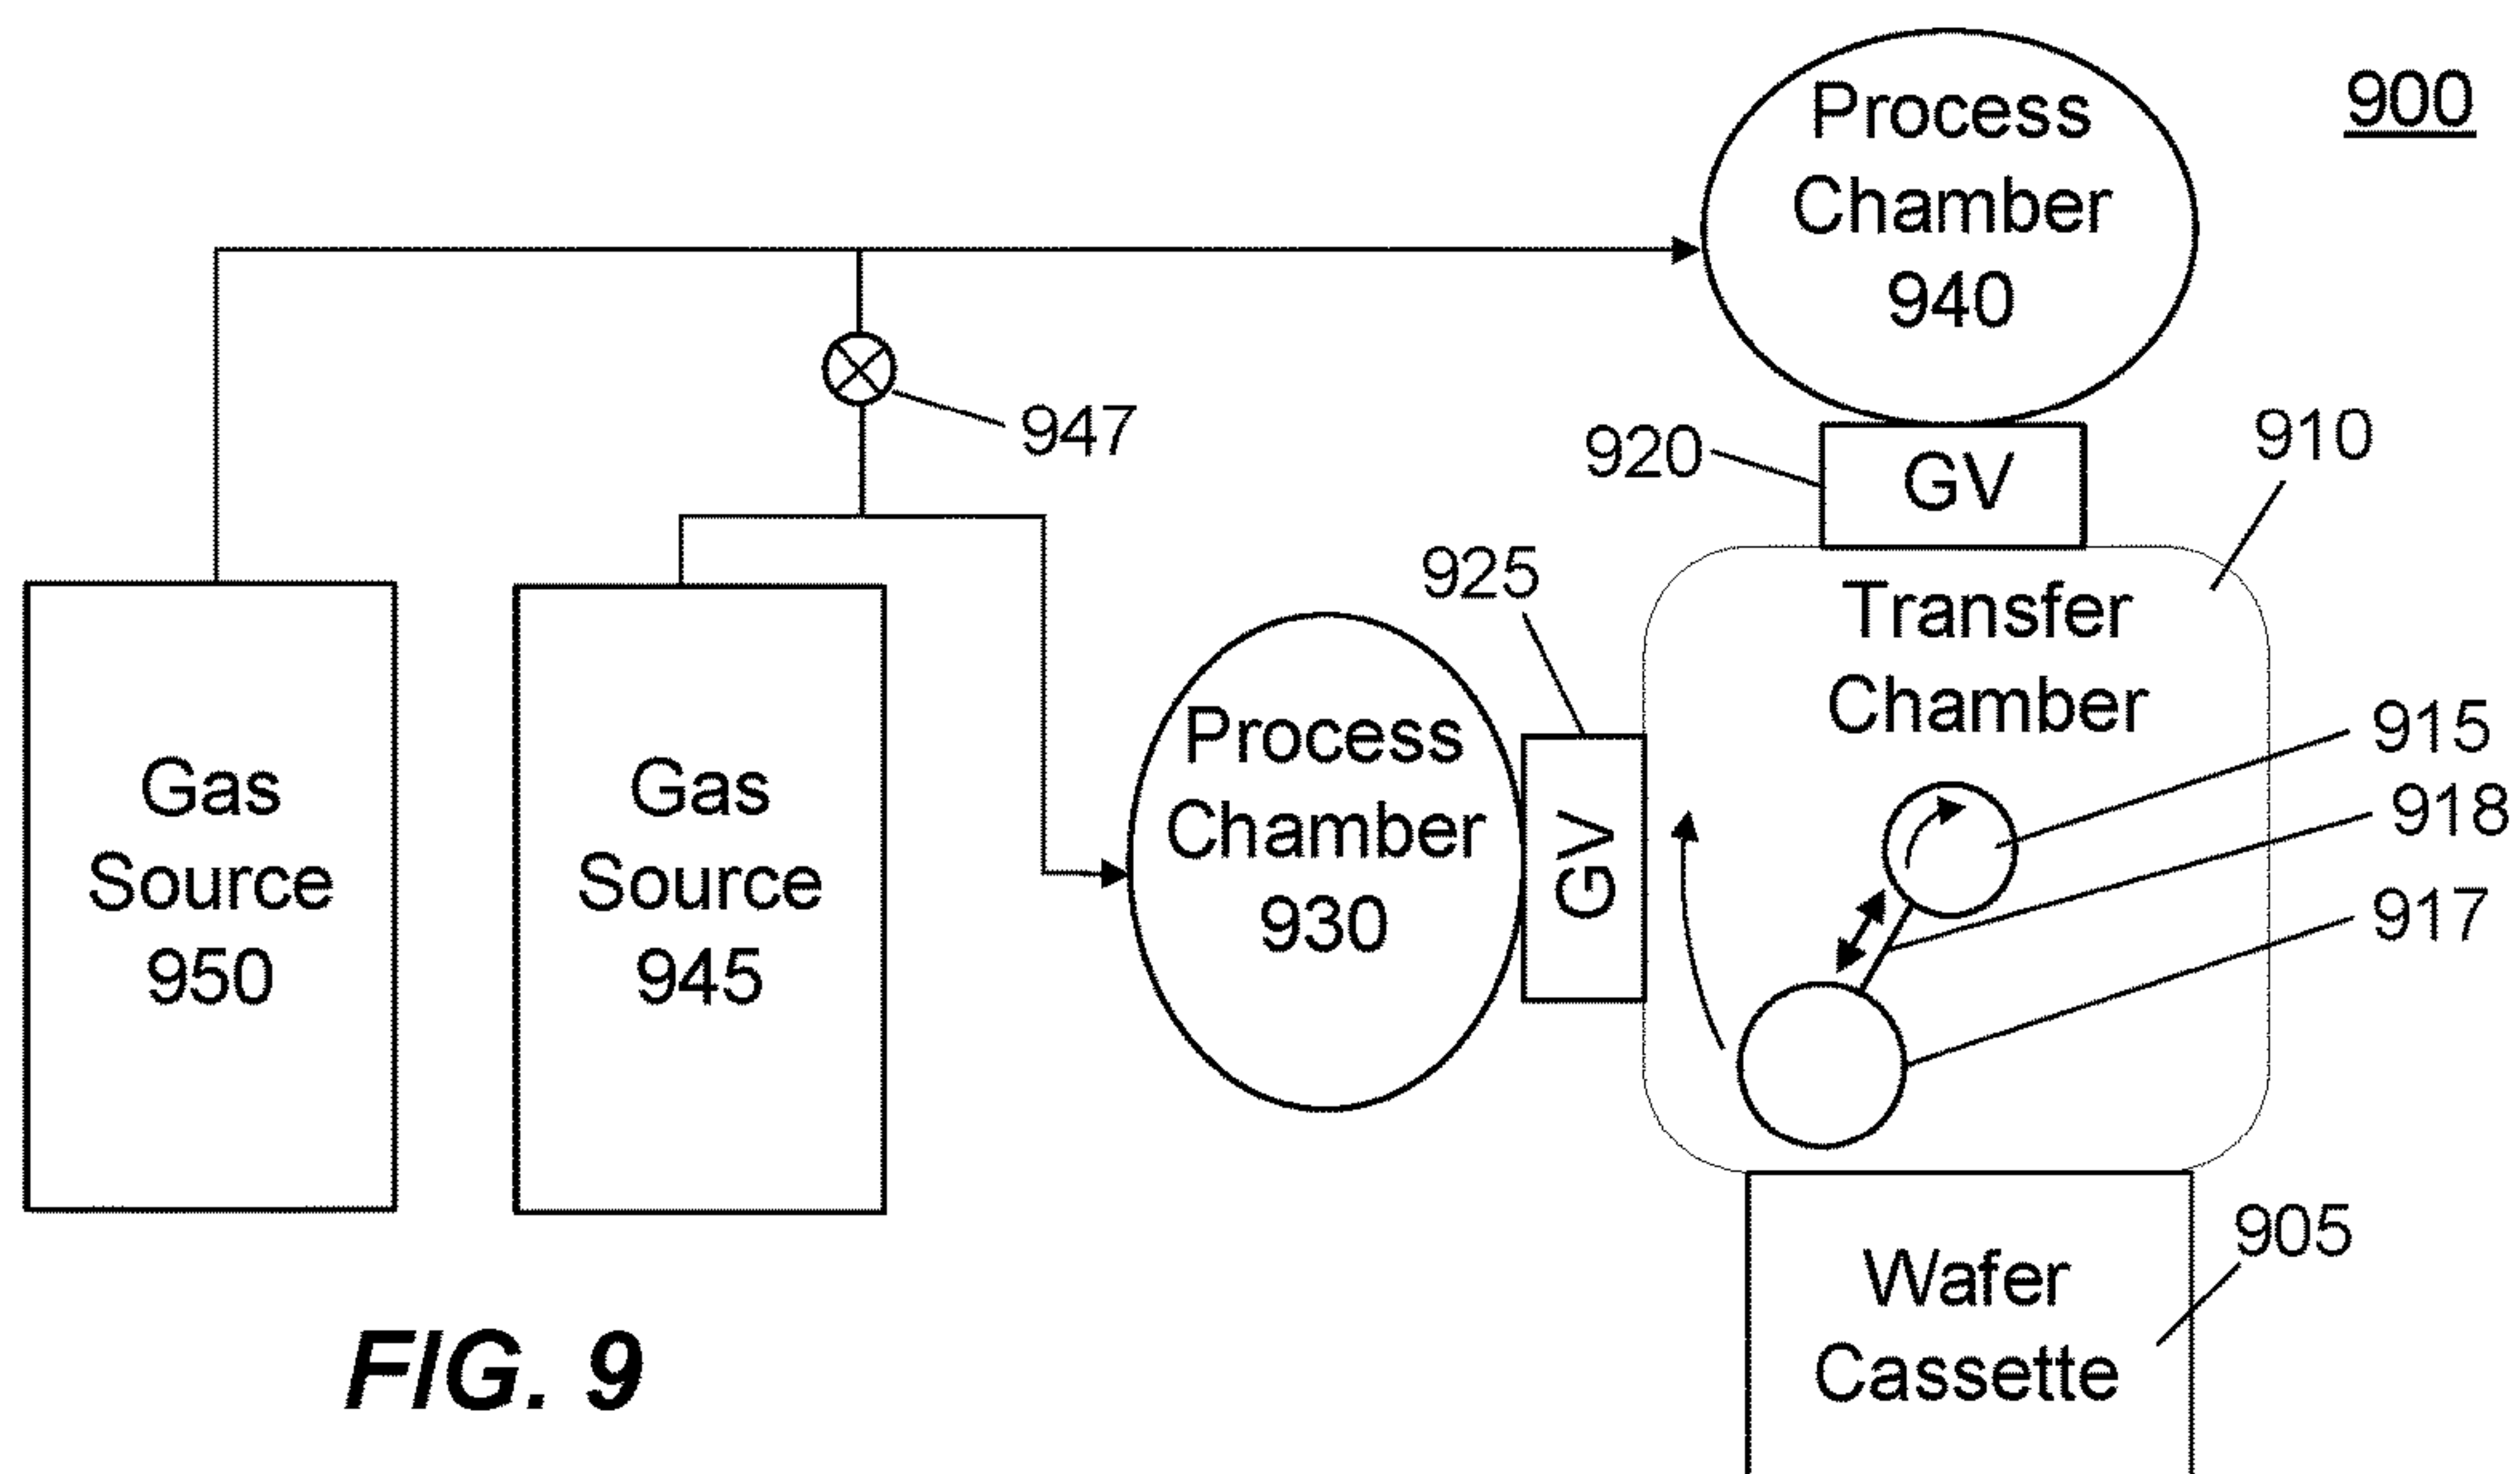 Process
Chamber
940
900
947
920
GV
910
925
Transfer
Chamber
Process
Chamber
930
GV
915
918
917
Gas
Source
950
Gas
Source
945
905
Wafer
Cassette
FIG. 9